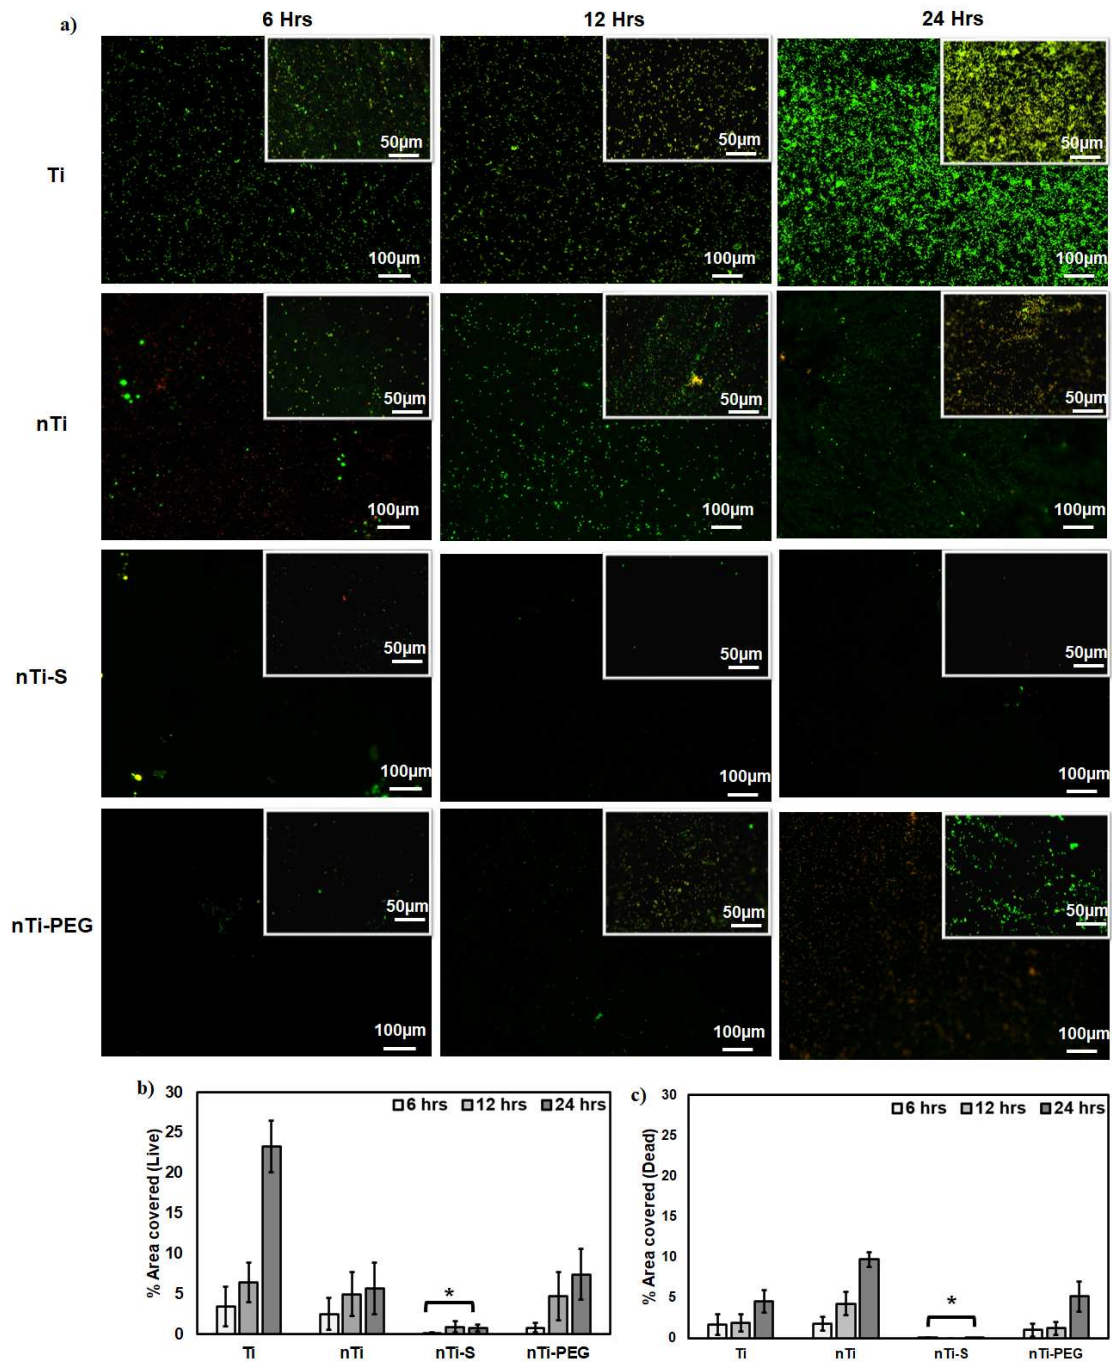 a)
6 Hrs 12 Hrs 24 Hrs
Ti
50µm 50µm 50µm
100µm 100µm 100µm
nTi
50µm 50µm 50µm
100µm 100µm 100µm
nTi-S
50µm 50µm 50µm
100µm 100µm 100µm
nTi-PEG
50µm 50µm 50µm
100µm 100µm 100µm
b)
% Area covered (Live)
30
25
20
15
10
5
0
6 hrs 12 hrs 24 hrs
*
Ti nTi nTi-S nTi-PEG
c)
% Area covered (Dead)
30
25
20
15
10
5
0
6 hrs 12 hrs 24 hrs
*
Ti nTi nTi-S nTi-PEG